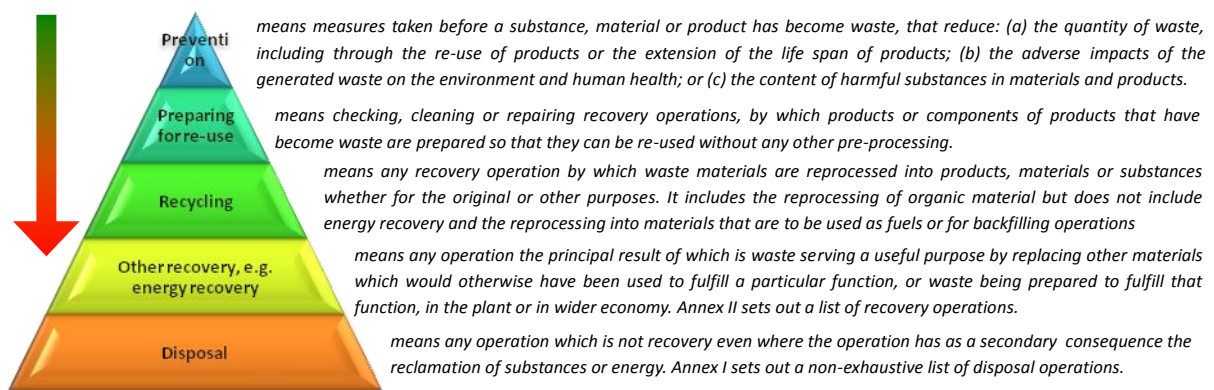 Preventi
on
means measures taken before a substance, material or product has become waste, that reduce: (a) the quantity of waste,
including through the re-use of products or the extension of the life span of products; (b) the adverse impacts of the
generated waste on the environment and human health; or (c) the content of harmful substances in materials and products.
Preparing
for re-use
means checking, cleaning or repairing recovery operations, by which products or components of products that have
become waste are prepared so that they can be re-used without any other pre-processing.
Recycling
means any recovery operation by which waste materials are reprocessed into products, materials or substances
whether for the original or other purposes. It includes the reprocessing of organic material but does not include
energy recovery and the reprocessing into materials that are to be used as fuels or for backfilling operations
Other recovery, e.g.
energy recovery
means any operation the principal result of which is waste serving a useful purpose by replacing other materials
which would otherwise have been used to fulfill a particular function, or waste being prepared to fulfill that
function, in the plant or in wider economy. Annex II sets out a list of recovery operations.
Disposal
means any operation which is not recovery even where the operation has as a secondary consequence the
reclamation of substances or energy. Annex I sets out a non-exhaustive list of disposal operations.